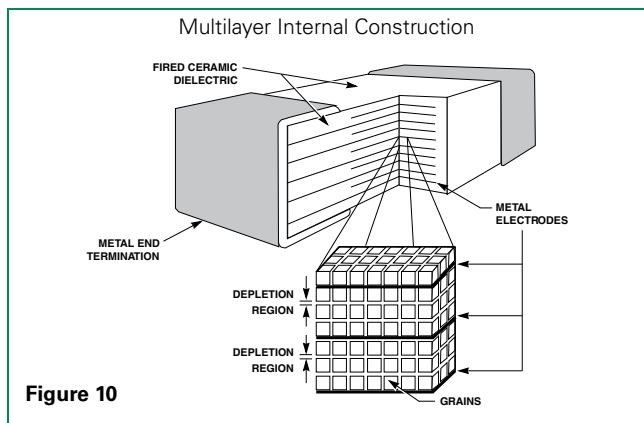 Multilayer Internal Construction
FIRED CERAMIC
DIELECTRIC
METAL
ELECTRODES
METAL END
TERMINATION
DEPLETION
REGION
DEPLETION
REGION
GRAINS
Figure 10